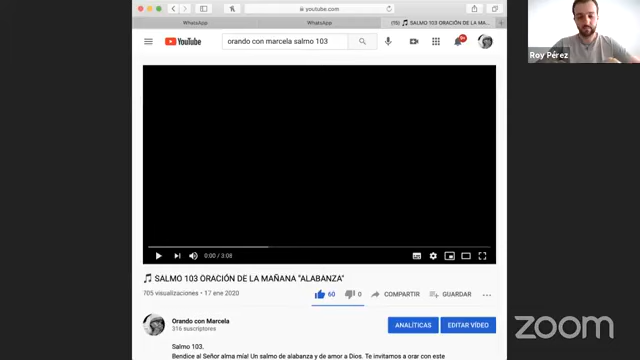 youtube.com
WhatsApp
WhatsApp
(15) 🎵 SALMO 103 ORACIÓN DE LA MAÑANA "ALABANZA"...
YouTube
orando con marcela salmo 103
9+
Roy Pérez
0:00 / 3:08
🎵 SALMO 103 ORACIÓN DE LA MAÑANA "ALABANZA"
705 visualizaciones • 17 ene 2020
60
0
COMPARTIR
GUARDAR
Orando con Marcela
316 suscriptores
ANALÍTICAS
EDITAR VÍDEO
Salmo 103.
Bendice al Señor alma mía! Un salmo de alabanza y de amor a Dios. Te invitamos a orar con este
zoom